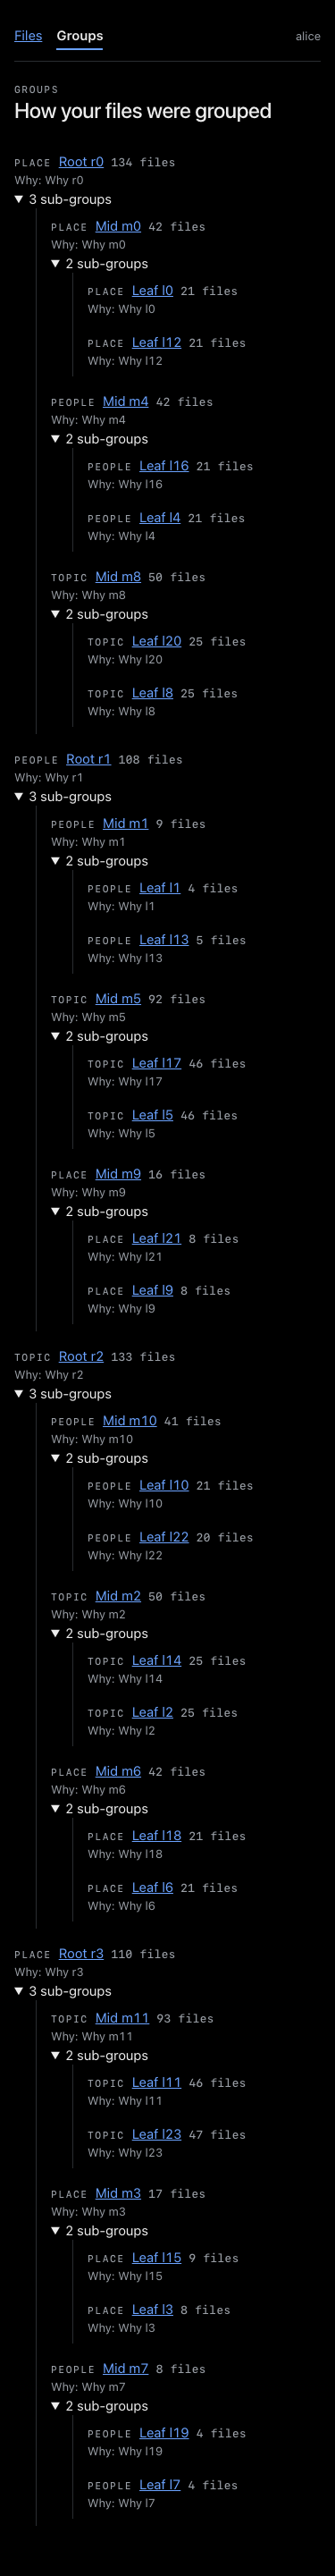 Files Groups alice
GROUPS
How your files were grouped
PLACE Root r0 134 files
Why: Why r0
▼ 3 sub-groups
PLACE Mid m0 42 files
Why: Why m0
▼ 2 sub-groups
PLACE Leaf l0 21 files
Why: Why l0
PLACE Leaf l12 21 files
Why: Why l12
PEOPLE Mid m4 42 files
Why: Why m4
▼ 2 sub-groups
PEOPLE Leaf l16 21 files
Why: Why l16
PEOPLE Leaf l4 21 files
Why: Why l4
TOPIC Mid m8 50 files
Why: Why m8
▼ 2 sub-groups
TOPIC Leaf l20 25 files
Why: Why l20
TOPIC Leaf l8 25 files
Why: Why l8
PEOPLE Root r1 108 files
Why: Why r1
▼ 3 sub-groups
PEOPLE Mid m1 9 files
Why: Why m1
▼ 2 sub-groups
PEOPLE Leaf l1 4 files
Why: Why l1
PEOPLE Leaf l13 5 files
Why: Why l13
TOPIC Mid m5 92 files
Why: Why m5
▼ 2 sub-groups
TOPIC Leaf l17 46 files
Why: Why l17
TOPIC Leaf l5 46 files
Why: Why l5
PLACE Mid m9 16 files
Why: Why m9
▼ 2 sub-groups
PLACE Leaf l21 8 files
Why: Why l21
PLACE Leaf l9 8 files
Why: Why l9
TOPIC Root r2 133 files
Why: Why r2
▼ 3 sub-groups
PEOPLE Mid m10 41 files
Why: Why m10
▼ 2 sub-groups
PEOPLE Leaf l10 21 files
Why: Why l10
PEOPLE Leaf l22 20 files
Why: Why l22
TOPIC Mid m2 50 files
Why: Why m2
▼ 2 sub-groups
TOPIC Leaf l14 25 files
Why: Why l14
TOPIC Leaf l2 25 files
Why: Why l2
PLACE Mid m6 42 files
Why: Why m6
▼ 2 sub-groups
PLACE Leaf l18 21 files
Why: Why l18
PLACE Leaf l6 21 files
Why: Why l6
PLACE Root r3 110 files
Why: Why r3
▼ 3 sub-groups
TOPIC Mid m11 93 files
Why: Why m11
▼ 2 sub-groups
TOPIC Leaf l11 46 files
Why: Why l11
TOPIC Leaf l23 47 files
Why: Why l23
PLACE Mid m3 17 files
Why: Why m3
▼ 2 sub-groups
PLACE Leaf l15 9 files
Why: Why l15
PLACE Leaf l3 8 files
Why: Why l3
PEOPLE Mid m7 8 files
Why: Why m7
▼ 2 sub-groups
PEOPLE Leaf l19 4 files
Why: Why l19
PEOPLE Leaf l7 4 files
Why: Why l7